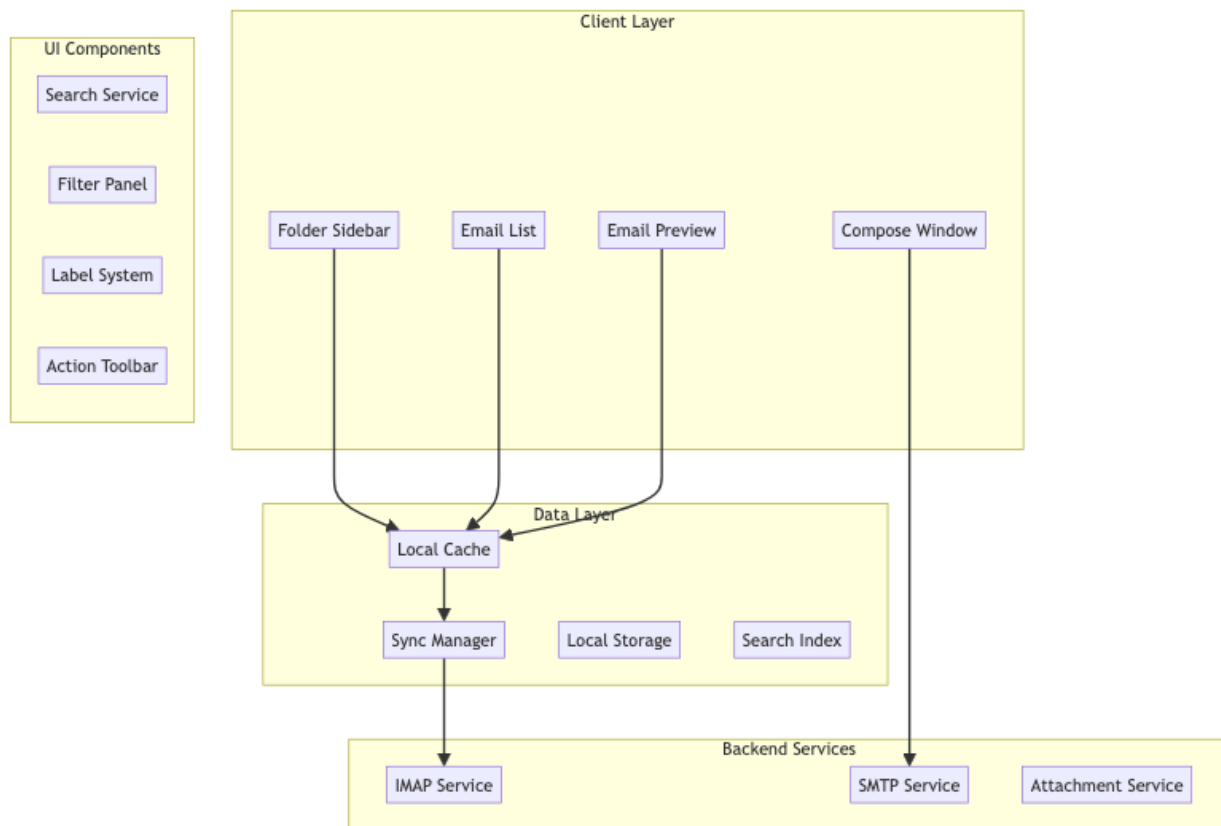 Client Layer
UI Components
Search Service
Filter Panel
Folder Sidebar
Email List
Email Preview
Compose Window
Label System
Action Toolbar
Data Layer
Local Cache
Sync Manager
Local Storage
Search Index
Backend Services
IMAP Service
SMTP Service
Attachment Service